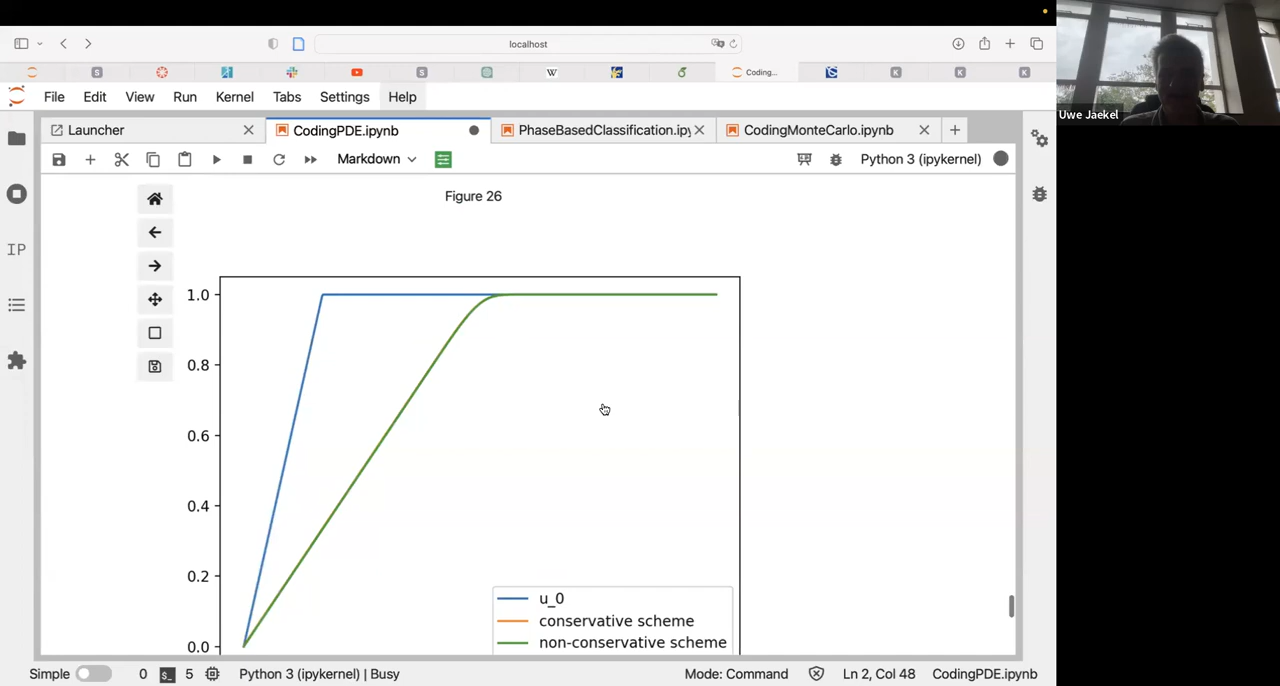 localhost
Coding...
File Edit View Run Kernel Tabs Settings Help
Launcher
CodingPDE.ipynb
PhaseBasedClassification.ipy
CodingMonteCarlo.ipynb
Markdown
Python 3 (ipykernel)
Uwe Jaekel
IP
Figure 26
1.0
0.8
0.6
0.4
0.2
0.0
u_0
conservative scheme
non-conservative scheme
Simple 0 5 Python 3 (ipykernel) | Busy Mode: Command Ln 2, Col 48 CodingPDE.ipynb